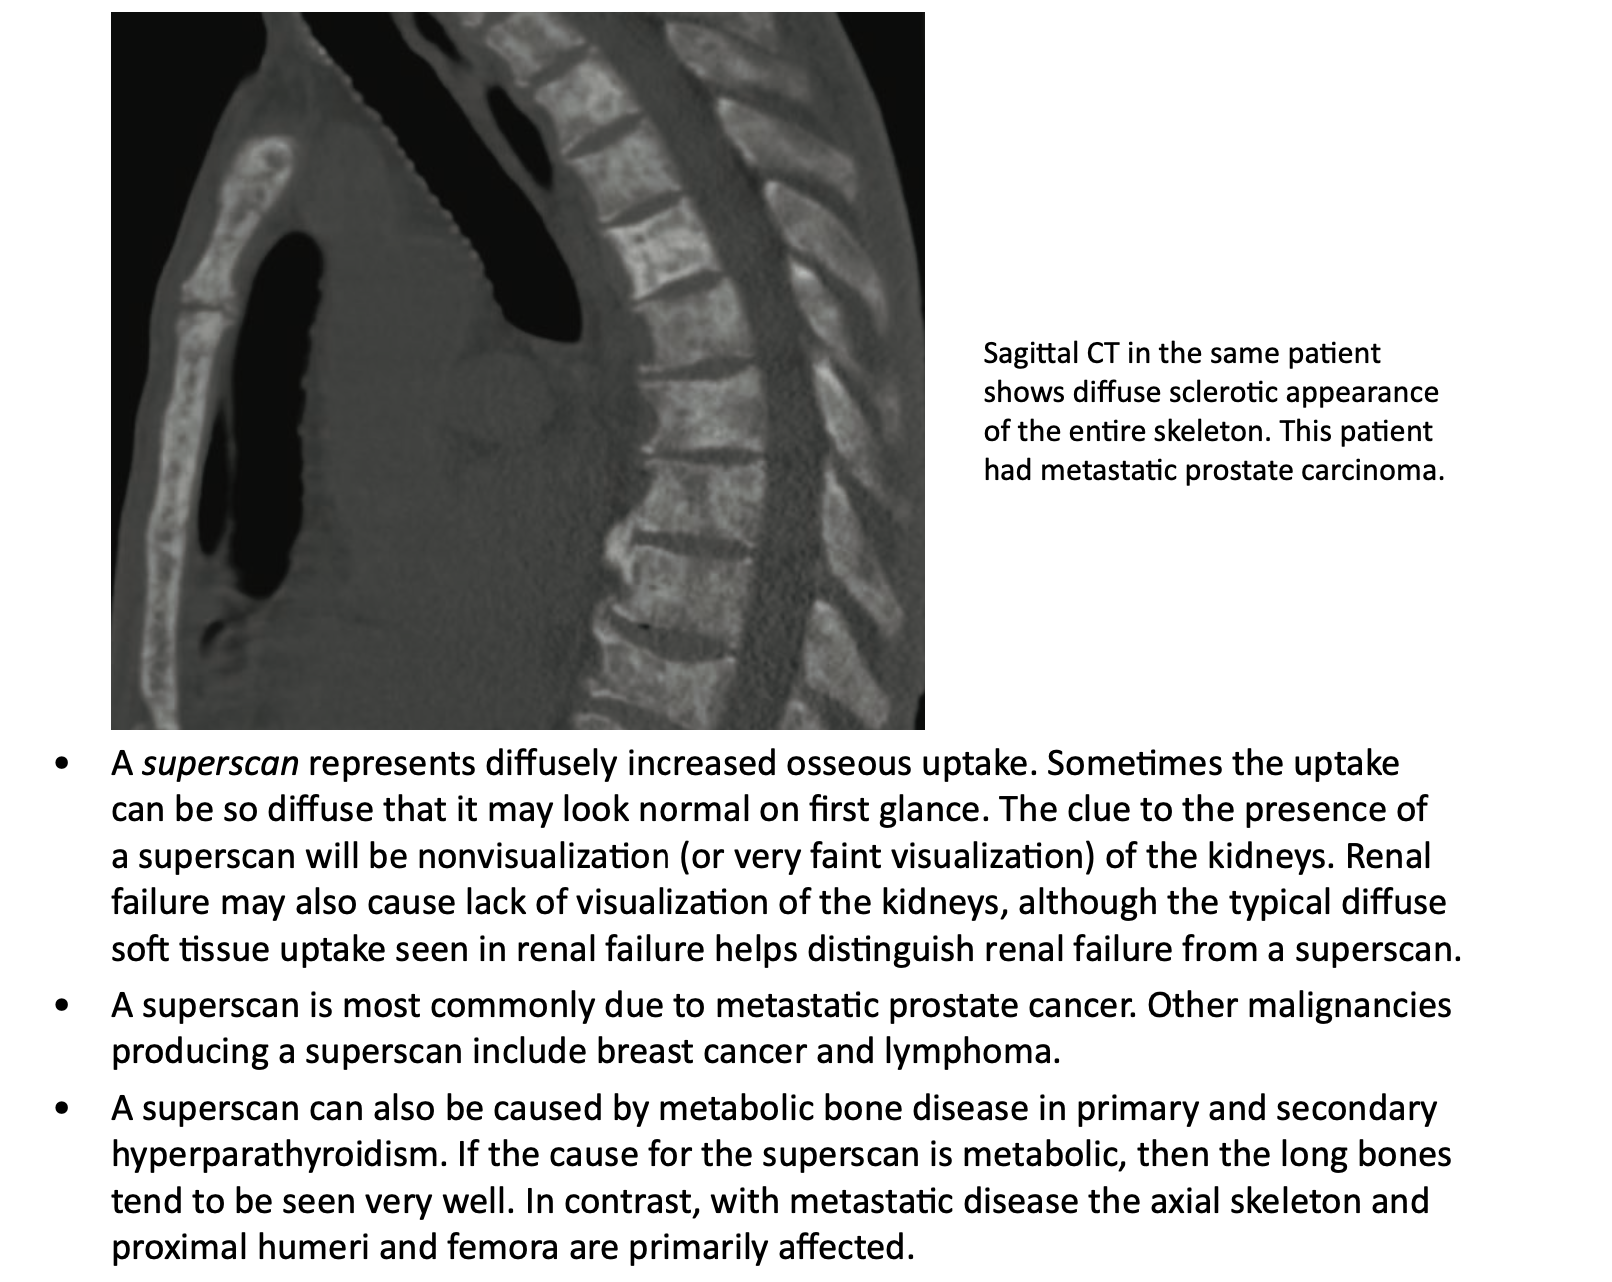 Sagittal CT in the same patient
shows diffuse sclerotic appearance
of the entire skeleton. This patient
had metastatic prostate carcinoma.
• A superscan represents diffusely increased osseous uptake. Sometimes the uptake
can be so diffuse that it may look normal on first glance. The clue to the presence of
a superscan will be nonvisualization (or very faint visualization) of the kidneys. Renal
failure may also cause lack of visualization of the kidneys, although the typical diffuse
soft tissue uptake seen in renal failure helps distinguish renal failure from a superscan.
• A superscan is most commonly due to metastatic prostate cancer. Other malignancies
producing a superscan include breast cancer and lymphoma.
• A superscan can also be caused by metabolic bone disease in primary and secondary
hyperparathyroidism. If the cause for the superscan is metabolic, then the long bones
tend to be seen very well. In contrast, with metastatic disease the axial skeleton and
proximal humeri and femora are primarily affected.